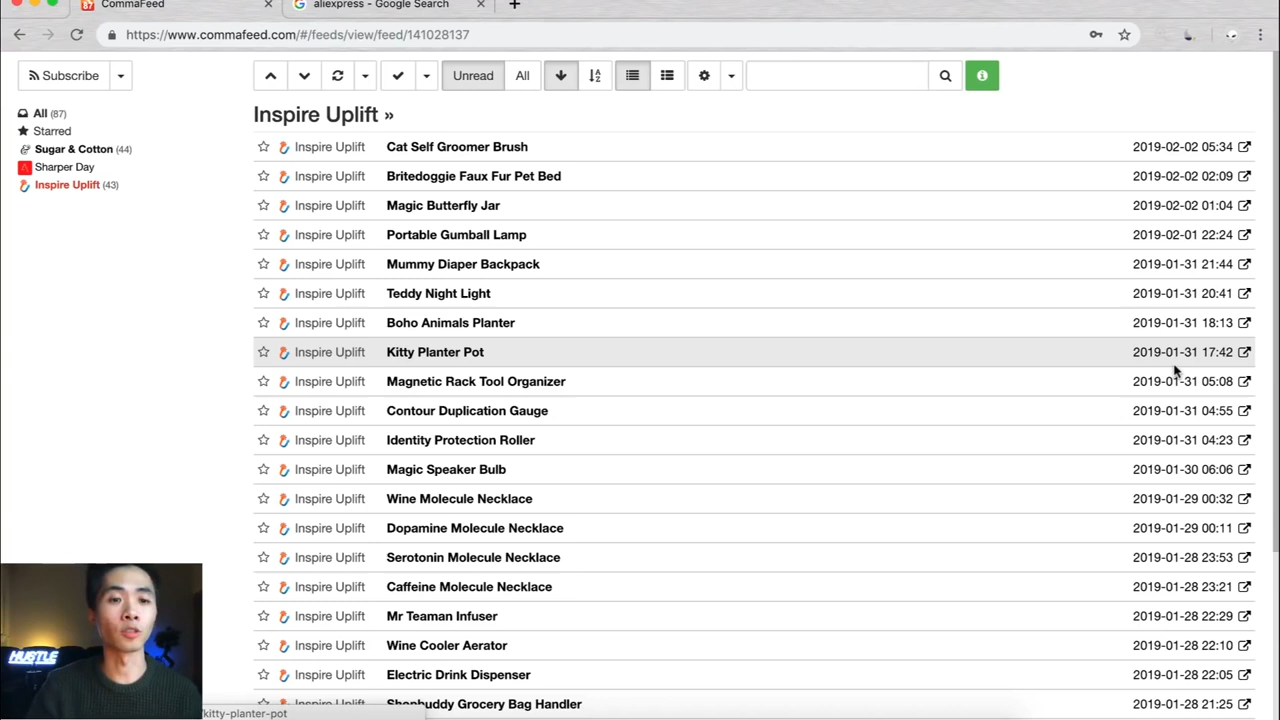 CommaFeed
aliexpress - Google Search
https://www.commafeed.com/#/feeds/view/feed/141028137
Subscribe
Unread
All
All (87)
Starred
Sugar & Cotton (44)
Sharper Day
Inspire Uplift (43)
Inspire Uplift »
Inspire Uplift Cat Self Groomer Brush 2019-02-02 05:34
Inspire Uplift Britedoggie Faux Fur Pet Bed 2019-02-02 02:09
Inspire Uplift Magic Butterfly Jar 2019-02-02 01:04
Inspire Uplift Portable Gumball Lamp 2019-02-01 22:24
Inspire Uplift Mummy Diaper Backpack 2019-01-31 21:44
Inspire Uplift Teddy Night Light 2019-01-31 20:41
Inspire Uplift Boho Animals Planter 2019-01-31 18:13
Inspire Uplift Kitty Planter Pot 2019-01-31 17:42
Inspire Uplift Magnetic Rack Tool Organizer 2019-01-31 05:08
Inspire Uplift Contour Duplication Gauge 2019-01-31 04:55
Inspire Uplift Identity Protection Roller 2019-01-31 04:23
Inspire Uplift Magic Speaker Bulb 2019-01-30 06:06
Inspire Uplift Wine Molecule Necklace 2019-01-29 00:32
Inspire Uplift Dopamine Molecule Necklace 2019-01-29 00:11
Inspire Uplift Serotonin Molecule Necklace 2019-01-28 23:53
Inspire Uplift Caffeine Molecule Necklace 2019-01-28 23:21
Inspire Uplift Mr Teaman Infuser 2019-01-28 22:29
Inspire Uplift Wine Cooler Aerator 2019-01-28 22:10
Inspire Uplift Electric Drink Dispenser 2019-01-28 22:05
Inspire Uplift Shopbuddy Grocery Bag Handler 2019-01-28 21:25
HUSTLE
/kitty-planter-pot